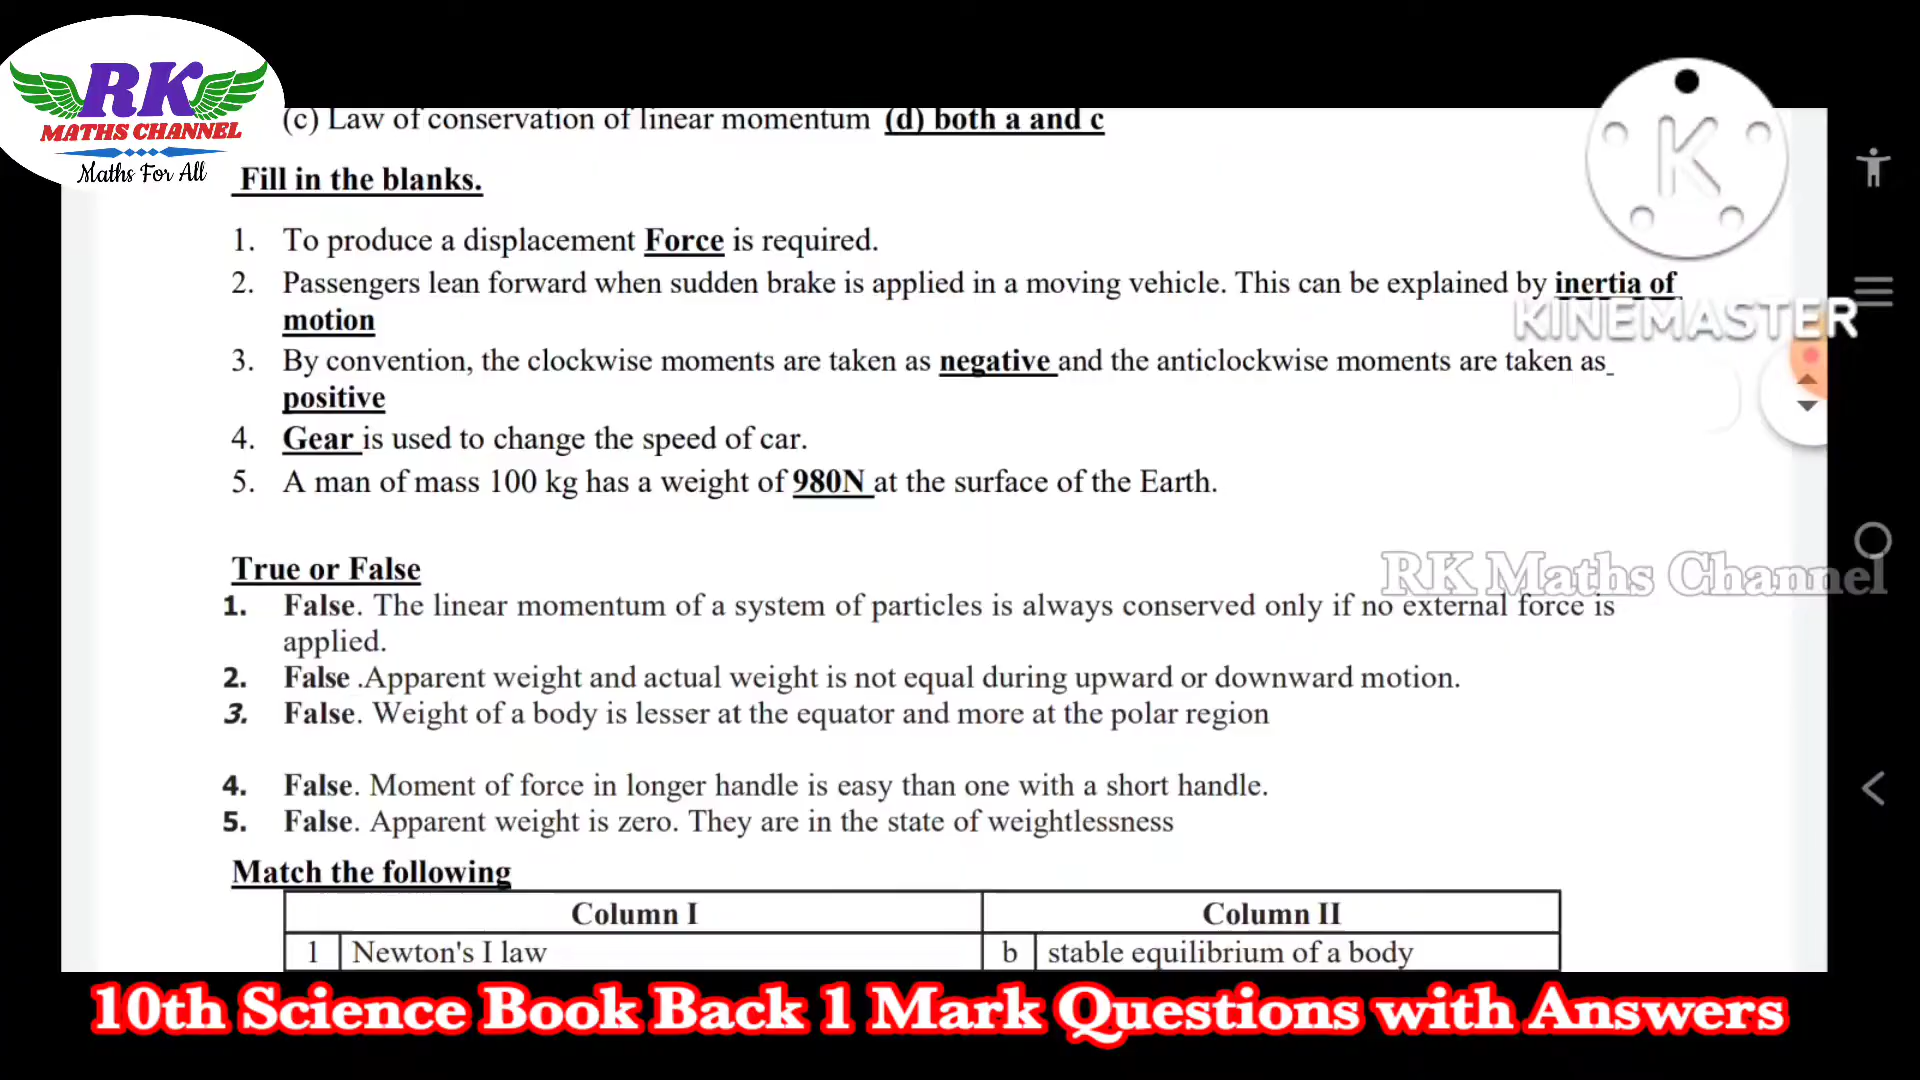 RK
MATHS CHANNEL
Maths For All
(c) Law of conservation of linear momentum (d) both a and c
K
Fill in the blanks.
1. To produce a displacement Force is required.
2. Passengers lean forward when sudden brake is applied in a moving vehicle. This can be explained by inertia of
motion
KINEMASTER
3. By convention, the clockwise moments are taken as negative and the anticlockwise moments are taken as
positive
4. Gear is used to change the speed of car.
5. A man of mass 100 kg has a weight of 980N at the surface of the Earth.
True or False
RK Maths Channel
1. False. The linear momentum of a system of particles is always conserved only if no external force is
applied.
2. False .Apparent weight and actual weight is not equal during upward or downward motion.
3. False. Weight of a body is lesser at the equator and more at the polar region
4. False. Moment of force in longer handle is easy than one with a short handle.
5. False. Apparent weight is zero. They are in the state of weightlessness
Match the following
Column I Column II
1 Newton's I law b stable equilibrium of a body
10th Science Book Back 1 Mark Questions with Answers